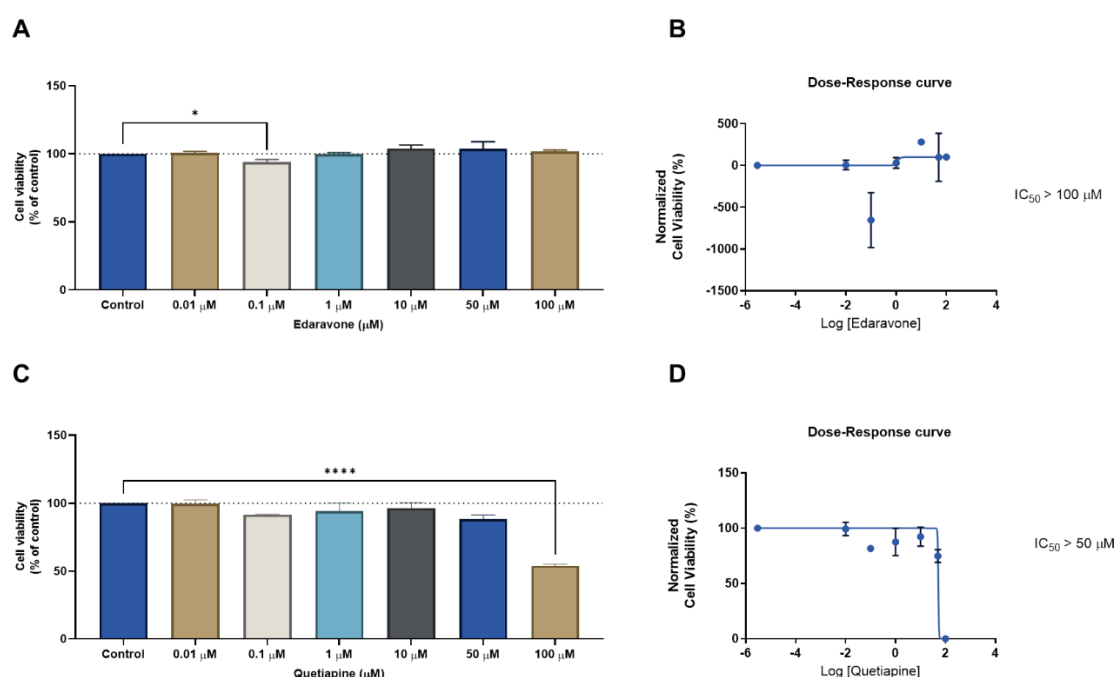 A
150
100
50
0
Cell viability
(% of control)
*
Control
0.01 μM
0.1 μM
1 μM
10 μM
50 μM
100 μM
Edaravone (μM)
B
Dose-Response curve
500
0
-500
-1000
-1500
Normalized
Cell Viability (%)
-6
-4
-2
0
2
4
Log [Edaravone]
IC50 > 100 μM
C
150
100
50
0
Cell viability
(% of control)
****
Control
0.01 μM
0.1 μM
1 μM
10 μM
50 μM
100 μM
Quetiapine (μM)
D
Dose-Response curve
150
100
50
0
Normalized
Cell Viability (%)
-6
-4
-2
0
2
4
Log [Quetiapine]
IC50 > 50 μM